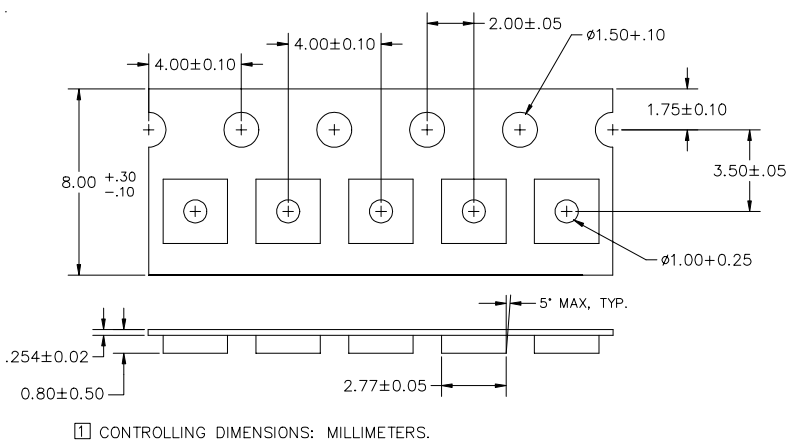 2.00±.05
ø1.50+.10
4.00±0.10
4.00±0.10
1.75±0.10
3.50±.05
8.00 +.30
-.10
ø1.00+0.25
5° MAX, TYP.
.254±0.02
2.77±0.05
0.80±0.50
1 CONTROLLING DIMENSIONS: MILLIMETERS.